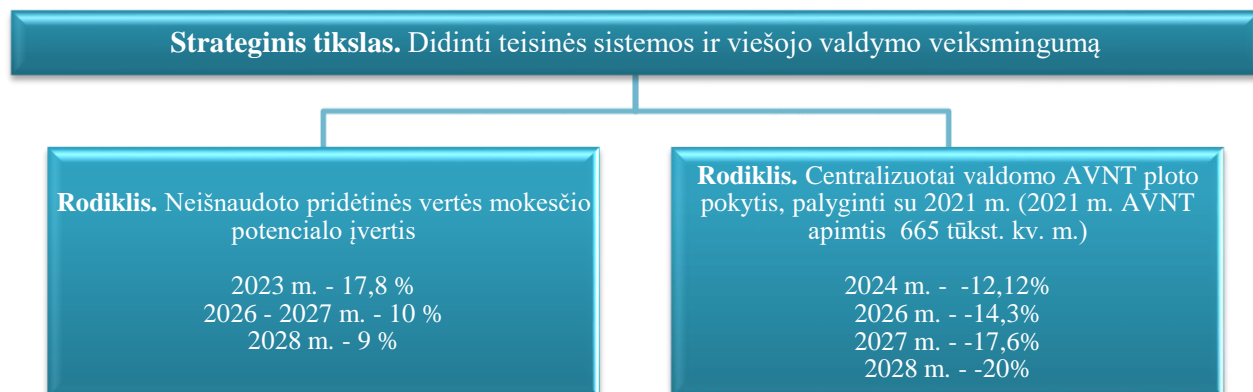 Strateginis tikslas. Didinti teisinės sistemos ir viešojo valdymo veiksmingumą
Rodiklis. Neišnaudoto pridėtinės vertės mokesčio
potencialo įvertis
2023 m. - 17,8 %
2026 - 2027 m. - 10 %
2028 m. - 9 %
Rodiklis. Centralizuotai valdomo AVNT ploto
pokytis, palyginti su 2021 m. (2021 m. AVNT
apimtis  665 tūkst. kv. m.)
2024 m. -  -12,12%
2026 m. - -14,3%
2027 m. - -17,6%
2028 m. - -20%